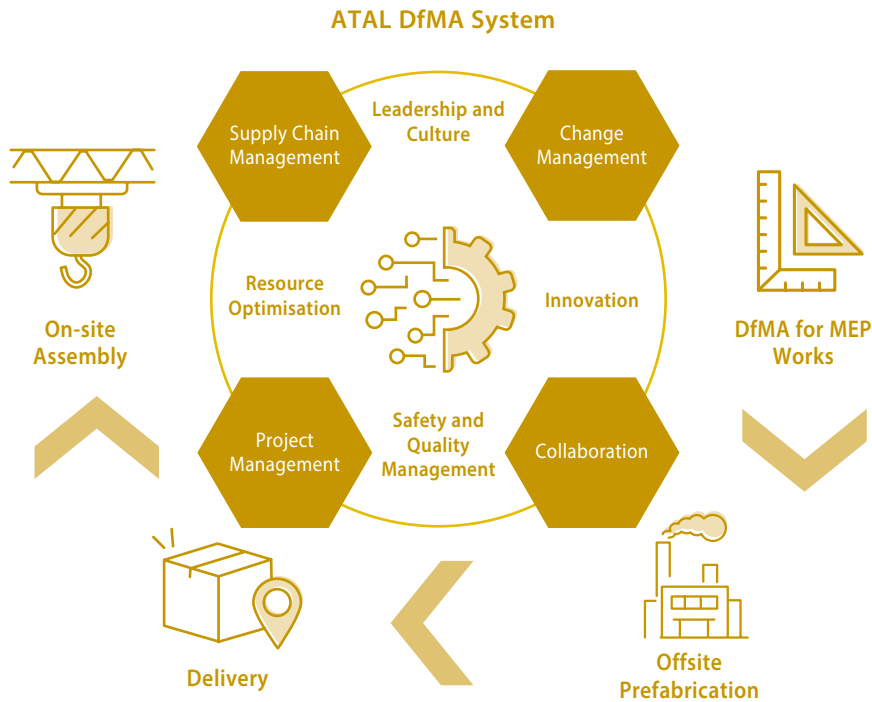 ATAL DfMA System
Supply Chain
Management
Leadership and
Culture
Change
Management
Resource
Optimisation
Innovation
On-site
Assembly
DfMA for MEP
Works
Project
Management
Safety and
Quality
Management
Collaboration
Delivery
Offsite
Prefabrication